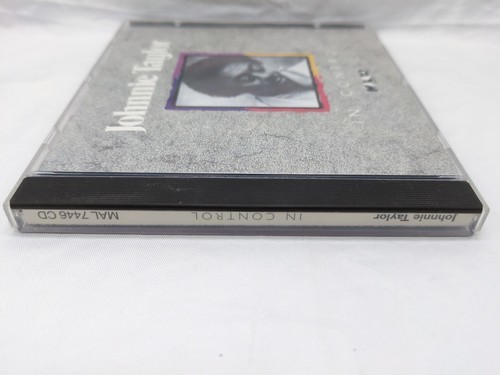 Johnnie Taylor
IN CONTROL
Johnnie Taylor IN CONTROL MAL 7446 CD